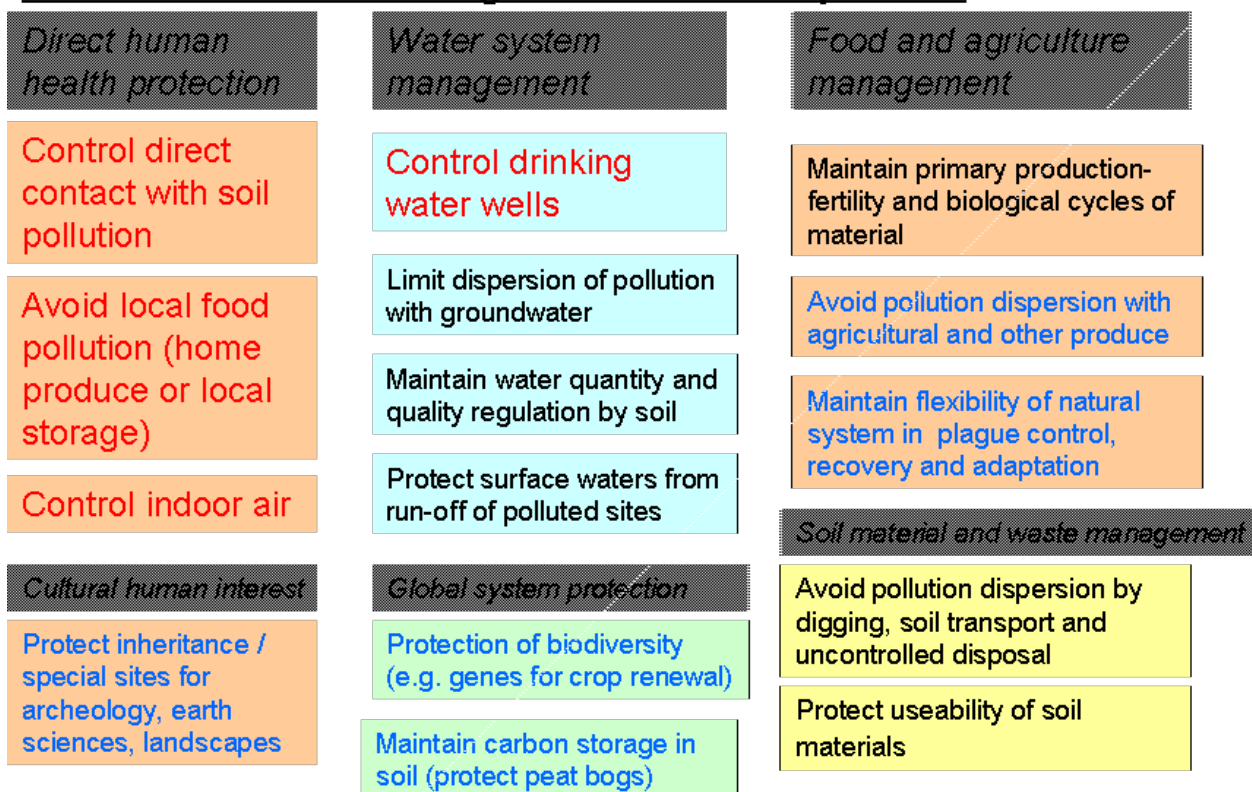 Direct human
health protection
Control direct
contact with soil
pollution
Avoid local food
pollution (home
produce or local
storage)
Control indoor air
Cultural human interest
Protect inheritance /
special sites for
archeology, earth
sciences, landscapes
Water system
management
Control drinking
water wells
Limit dispersion of pollution
with groundwater
Maintain water quantity and
quality regulation by soil
Protect surface waters from
run-off of polluted sites
Global system protection
Protection of biodiversity
(e.g. genes for crop renewal)
Maintain carbon storage in
soil (protect peat bogs)
Food and agriculture
management
Maintain primary production-
fertility and biological cycles of
material
Avoid pollution dispersion with
agricultural and other produce
Maintain flexibility of natural
system in plague control,
recovery and adaptation
Soil material and waste management
Avoid pollution dispersion by
digging, soil transport and
uncontrolled disposal
Protect useability of soil
materials